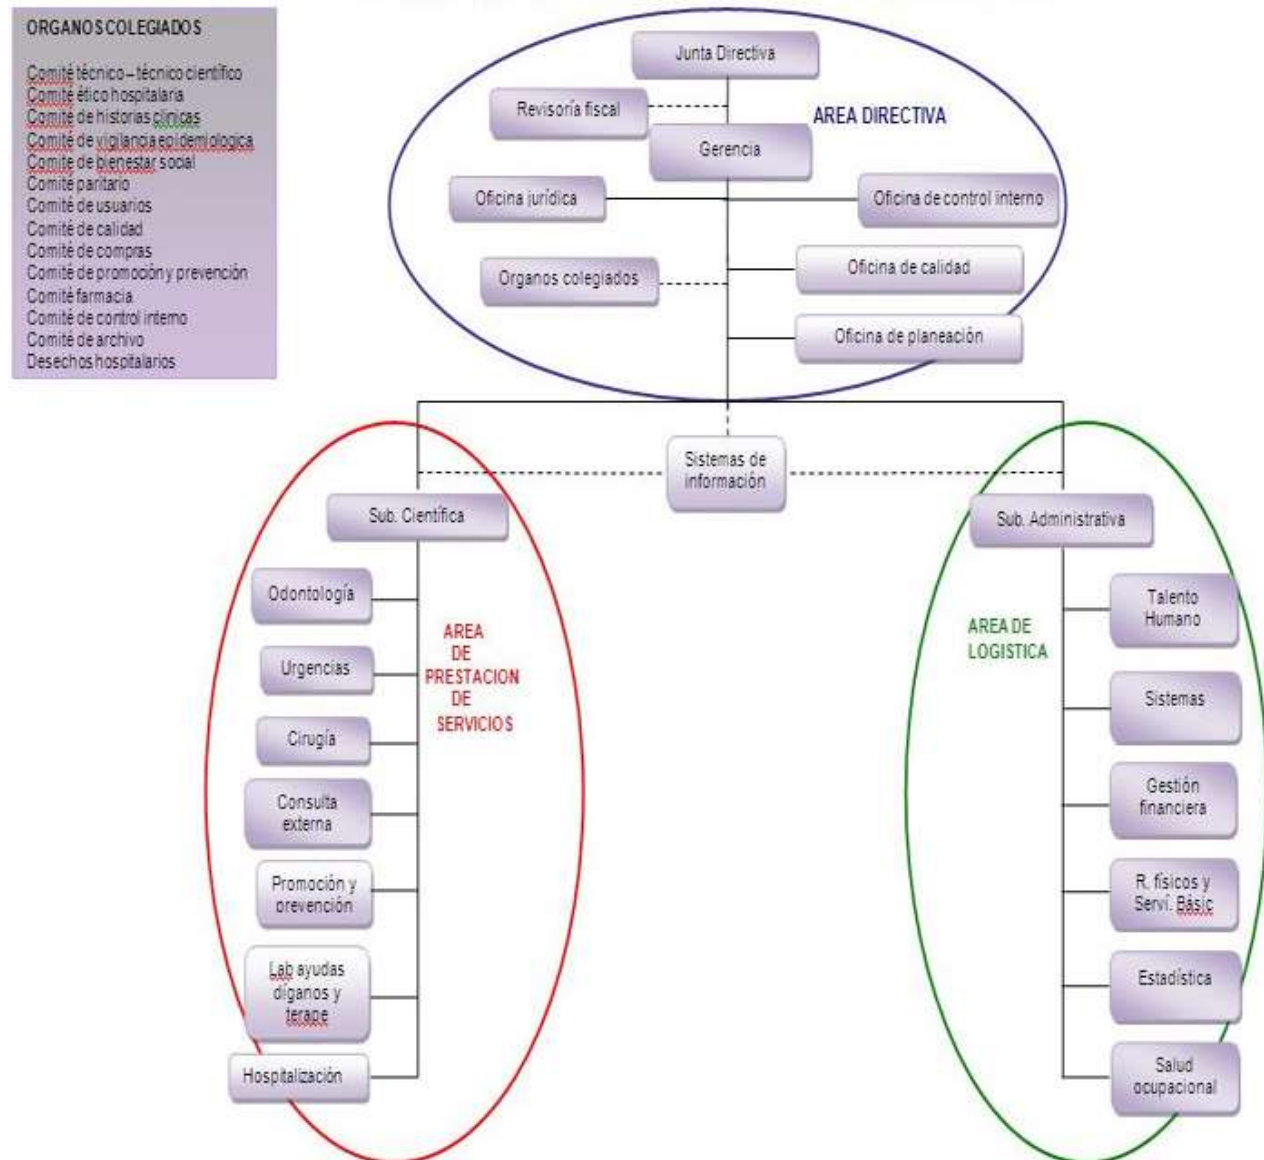 ORGANOS COLEGIADOS
Comité técnico – técnico científico
Comité ético hospitalaria
Comité de historias clinicas
Comité de vigilancia epidemiologica
Comite de bienestar social
Comité paritario
Comité de usuarios
Comité de calidad
Comité de compras
Comité de promoción y prevención
Comité farmacia
Comité de control interno
Comité de archivo
Desechos hospitalarios
Junta Directiva
Revisoría fiscal
AREA DIRECTIVA
Gerencia
Oficina jurídica
Oficina de control interno
Organos colegiados
Oficina de calidad
Oficina de planeación
Sistemas de
información
Sub. Científica
Sub. Administrativa
Odontología
Urgencias
Cirugía
Consulta
externa
Promoción y
prevención
Lab ayudas
díganos y
terape
Hospitalización
AREA
DE
PRESTACION
DE
SERVICIOS
AREA DE
LOGISTICA
Talento
Humano
Sistemas
Gestión
financiera
R. físicos y
Serví. Básic
Estadística
Salud
ocupacional